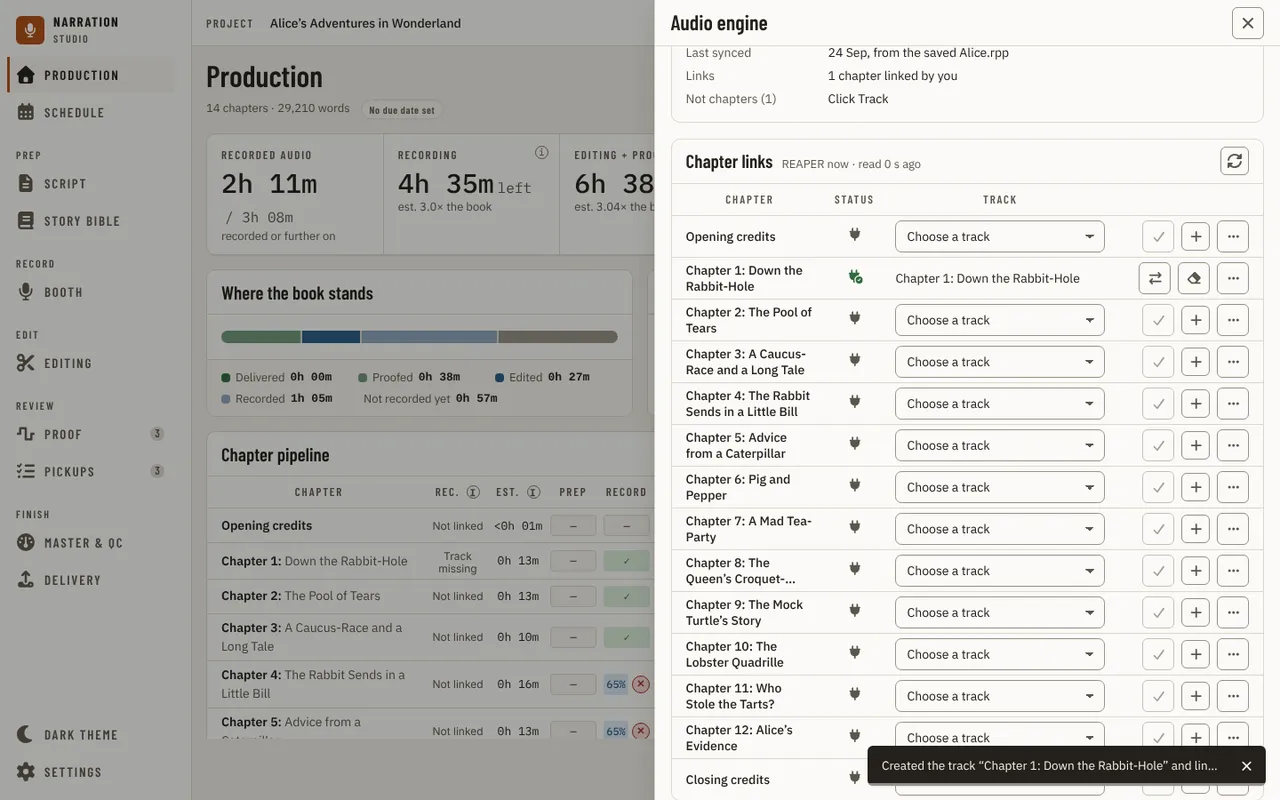 NARRATION
STUDIO
PRODUCTION
SCHEDULE
PREP
SCRIPT
STORY BIBLE
RECORD
BOOTH
EDIT
EDITING
REVIEW
PROOF 3
PICKUPS 3
FINISH
MASTER & QC
DELIVERY
DARK THEME
SETTINGS
PROJECT Alice’s Adventures in Wonderland
Production
14 chapters · 29,210 words No due date set
RECORDED AUDIO
2h 11m
/ 3h 08m
recorded or further on
RECORDING
4h 35m left
est. 3.0× the book
EDITING + PRO
6h 38
est. 3.04× the b
Where the book stands
Delivered 0h 00m Proofed 0h 38m Edited 0h 27m
Recorded 1h 05m Not recorded yet 0h 57m
Chapter pipeline
CHAPTER REC. EST. PREP RECORD
Opening credits Not linked <0h 01m – –
Chapter 1: Down the Rabbit-Hole Track missing 0h 13m – ✓
Chapter 2: The Pool of Tears Not linked 0h 13m – ✓
Chapter 3: A Caucus-Race and a
Long Tale Not linked 0h 10m – ✓
Chapter 4: The Rabbit Sends in a
Little Bill Not linked 0h 16m – 65%
Chapter 5: Advice from a
Not linked 0h 13m – 65%
Audio engine
Last synced 24 Sep, from the saved Alice.rpp
Links 1 chapter linked by you
Not chapters (1) Click Track
Chapter links REAPER now · read 0 s ago
CHAPTER STATUS TRACK
Opening credits Choose a track
Chapter 1: Down the
Rabbit-Hole Chapter 1: Down the Rabbit-Hole
Chapter 2: The Pool of
Tears Choose a track
Chapter 3: A Caucus-
Race and a Long Tale Choose a track
Chapter 4: The Rabbit
Sends in a Little Bill Choose a track
Chapter 5: Advice
from a Caterpillar Choose a track
Chapter 6: Pig and
Pepper Choose a track
Chapter 7: A Mad Tea-
Party Choose a track
Chapter 8: The
Queen’s Croquet-… Choose a track
Chapter 9: The Mock
Turtle’s Story Choose a track
Chapter 10: The
Lobster Quadrille Choose a track
Chapter 11: Who
Stole the Tarts? Choose a track
Chapter 12: Alice’s
Evidence Choose a track
Closing credits
Created the track “Chapter 1: Down the Rabbit-Hole” and lin…